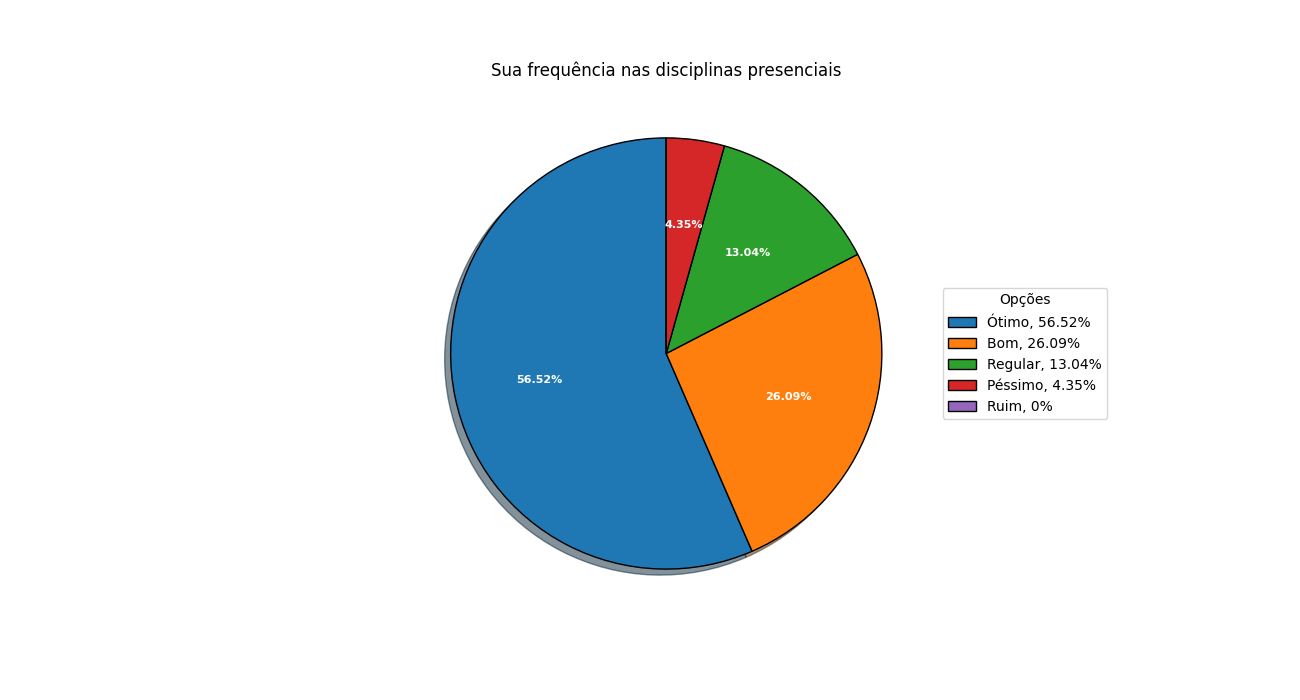 Sua frequência nas disciplinas presenciais
4.35%
13.04%
56.52%
26.09%
Opções
Ótimo, 56.52%
Bom, 26.09%
Regular, 13.04%
Péssimo, 4.35%
Ruim, 0%